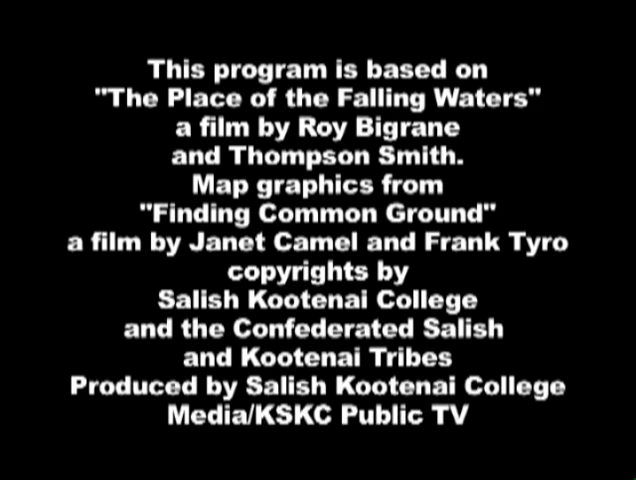 This program is based on
"The Place of the Falling Waters"
a film by Roy Bigrane
and Thompson Smith.
Map graphics from
"Finding Common Ground"
a film by Janet Camel and Frank Tyro
copyrights by
Salish Kootenai College
and the Confederated Salish
and Kootenai Tribes
Produced by Salish Kootenai College
Media/KSKC Public TV